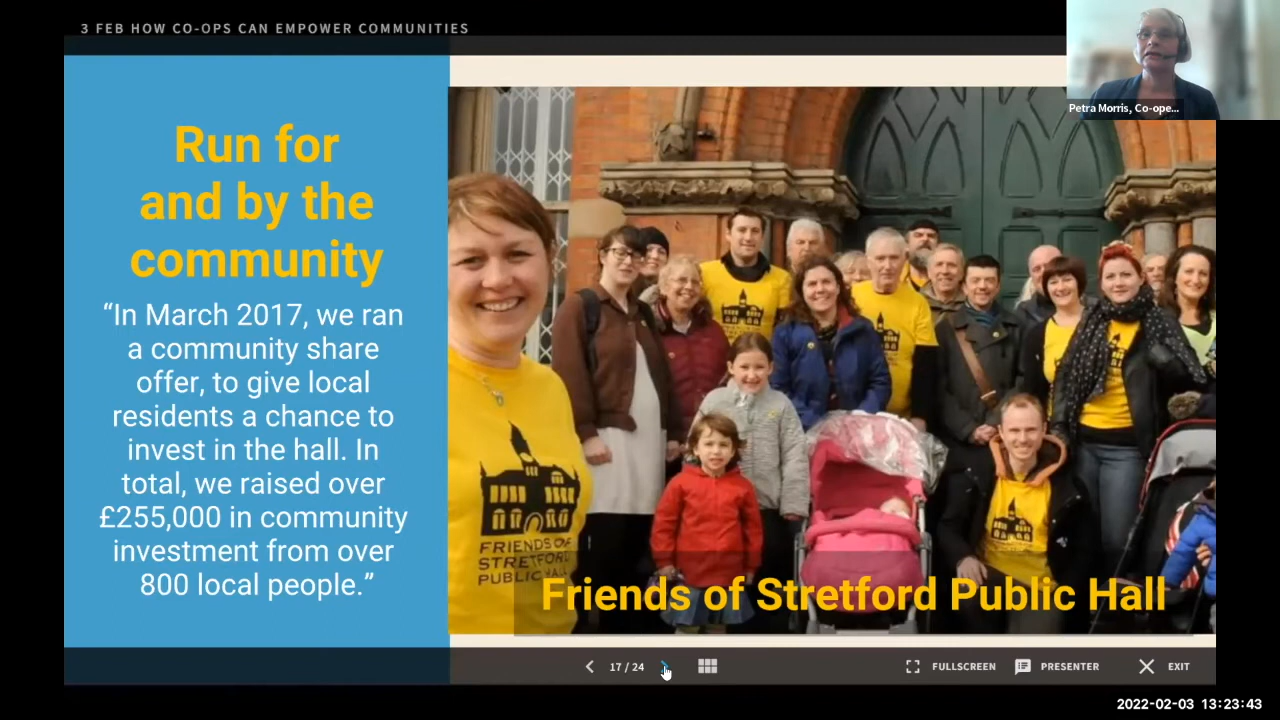 3 FEB HOW CO-OPS CAN EMPOWER COMMUNITIES
Petra Morris, Co-ope...
Run for
and by the
community
“In March 2017, we ran
a community share
offer, to give local
residents a chance to
invest in the hall. In
total, we raised over
£255,000 in community
investment from over
800 local people.”
FRIENDS OF
STRETFORD
PUBLIC HALL
Friends of Stretford Public Hall
17 / 24
FULLSCREEN
PRESENTER
EXIT
2022-02-03 13:23:43